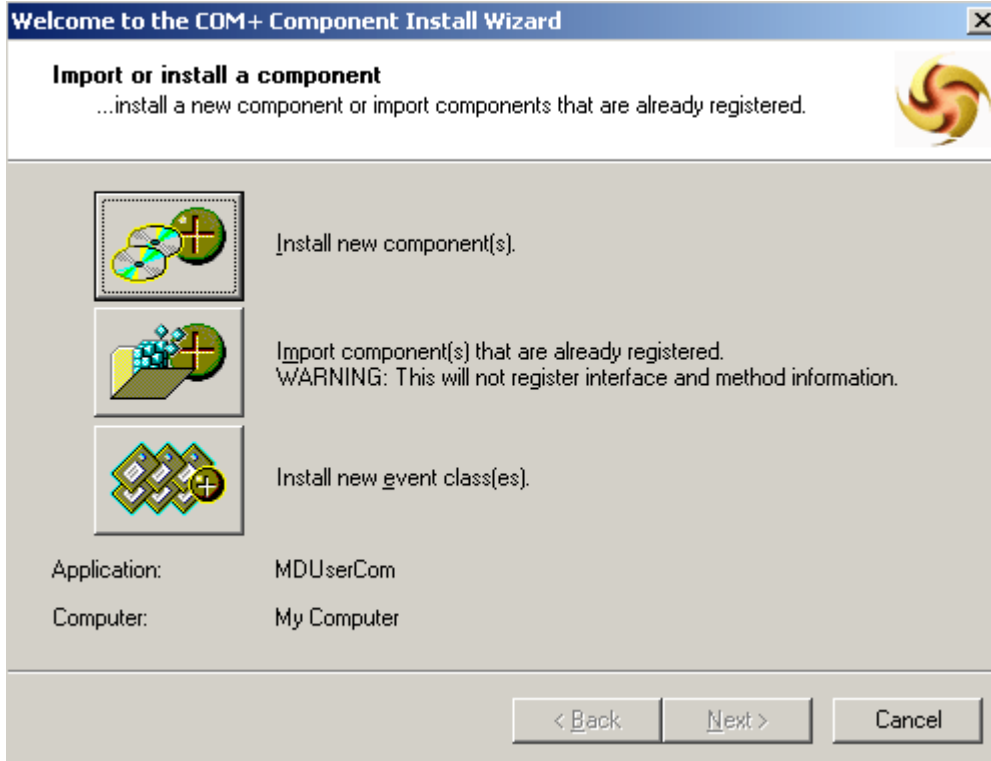 Welcome to the COM+ Component Install Wizard
Import or install a component
...install a new component or import components that are already registered.
Install new component(s).
Import component(s) that are already registered.
WARNING: This will not register interface and method information.
Install new event class(es).
Application: MDUserCom
Computer: My Computer
< Back Next > Cancel